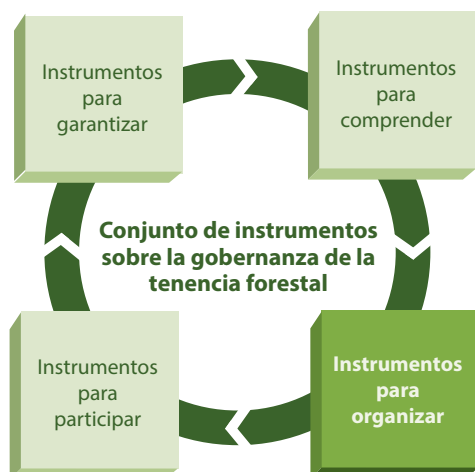 Instrumentos
para
garantizar
Instrumentos
para
comprender
Conjunto de instrumentos
sobre la gobernanza de la
tenencia forestal
Instrumentos
para
participar
Instrumentos
para
organizar